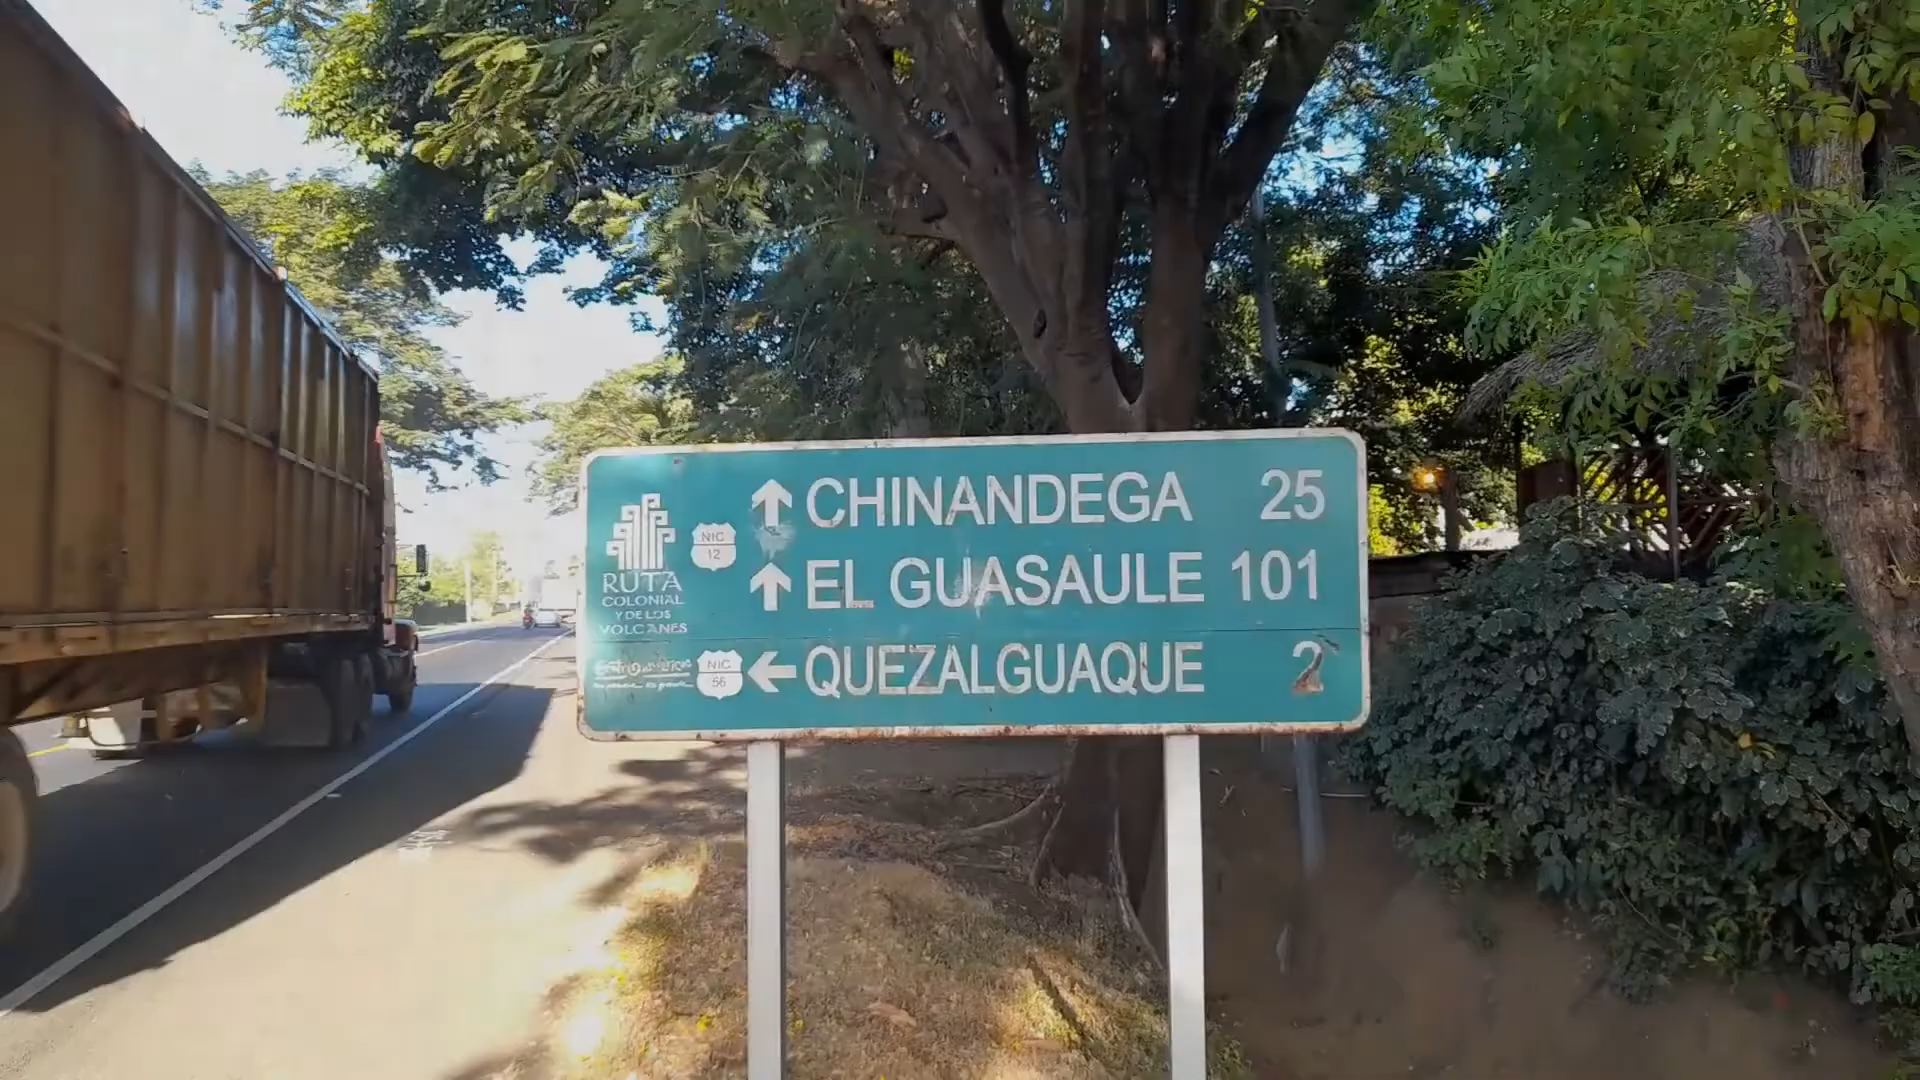 CHINANDEGA 25
EL GUASAULE 101
QUEZALGUAQUE 2
NIC
12
NIC
56
RUTA
COLONIAL
Y DE LOS
VOLCANES